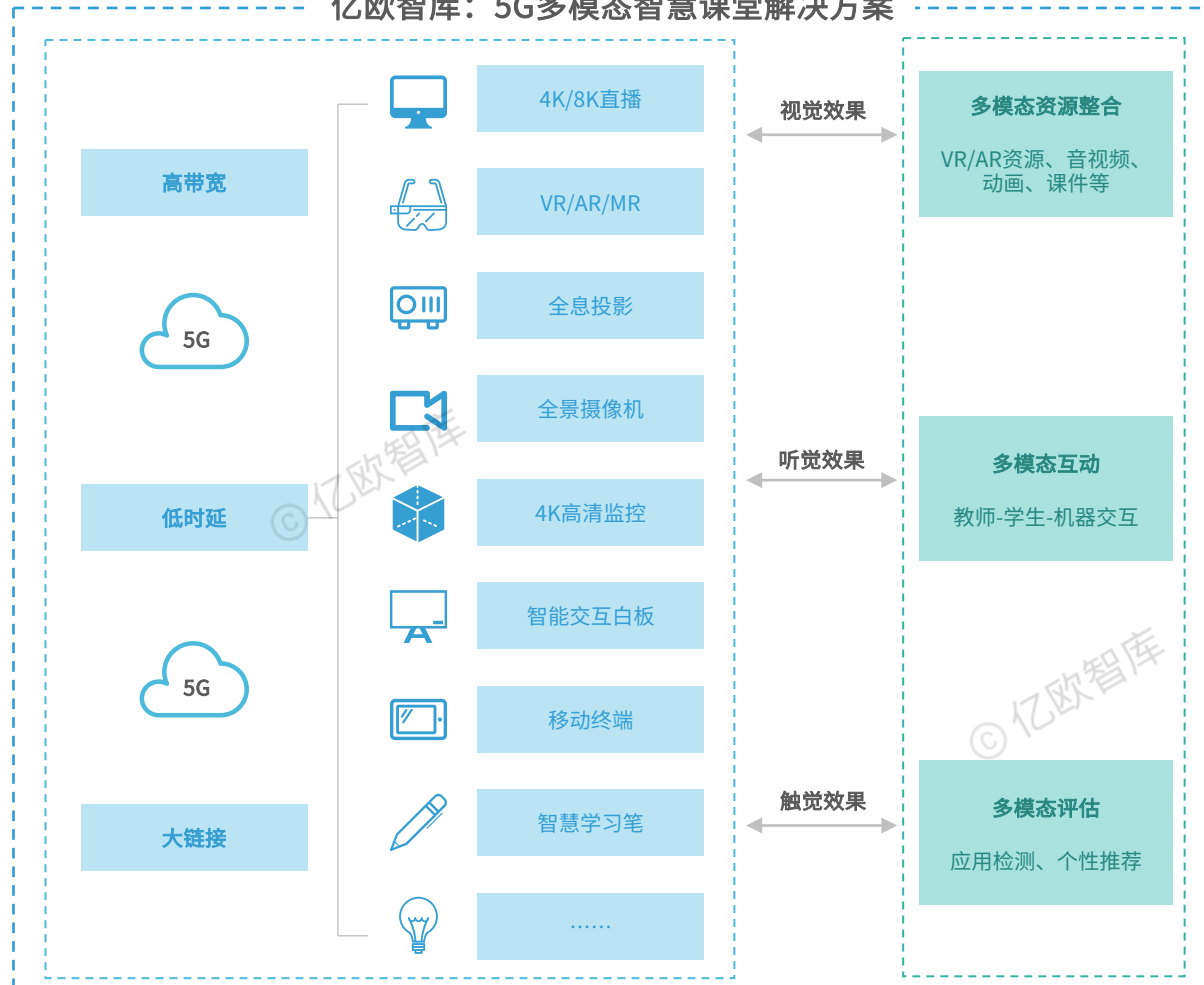 亿欧智库：5G多模态智慧课堂解决方案
高带宽
5G
低时延
5G
大链接
4K/8K直播
VR/AR/MR
全息投影
全景摄像机
4K高清监控
智能交互白板
移动终端
智慧学习笔
……
视觉效果
听觉效果
触觉效果
多模态资源整合
VR/AR资源、音视频、
动画、课件等
多模态互动
教师-学生-机器交互
多模态评估
应用检测、个性推荐
© 亿欧智库
© 亿欧智库